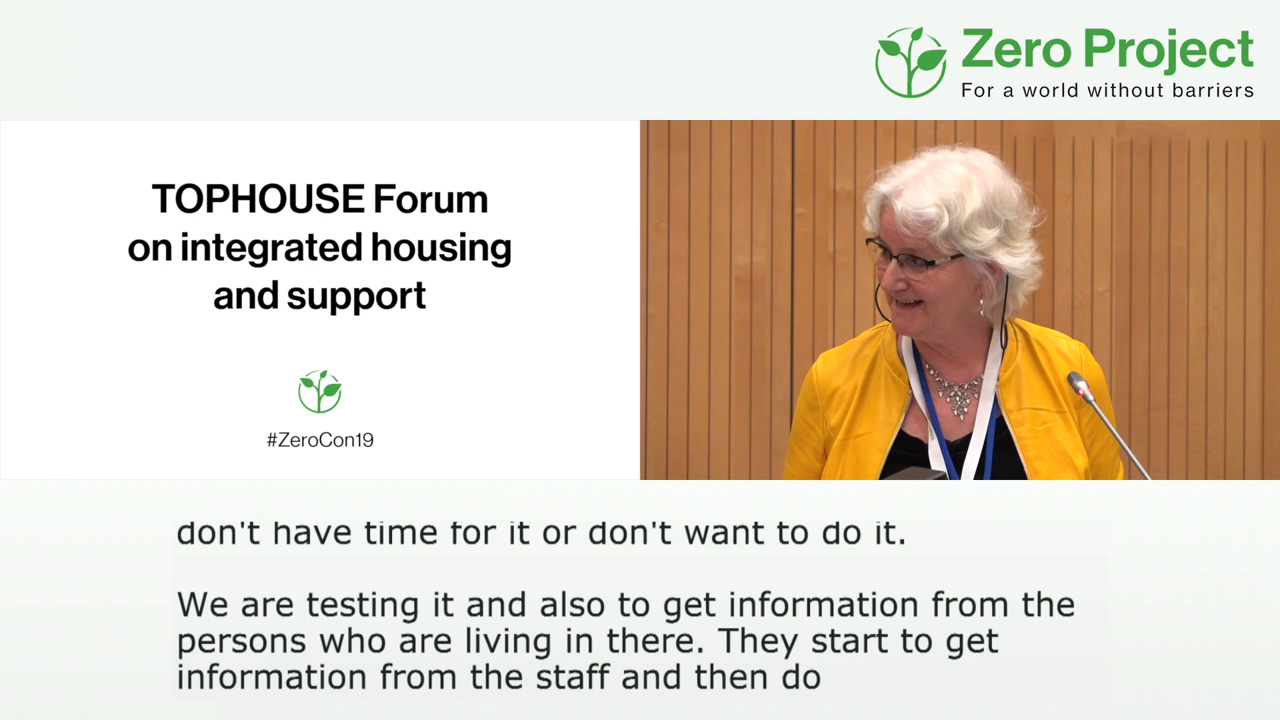 Zero Project
For a world without barriers
TOPHOUSE Forum
on integrated housing
and support
#ZeroCon19
don't have time for it or don't want to do it.
We are testing it and also to get information from the
persons who are living in there. They start to get
information from the staff and then do